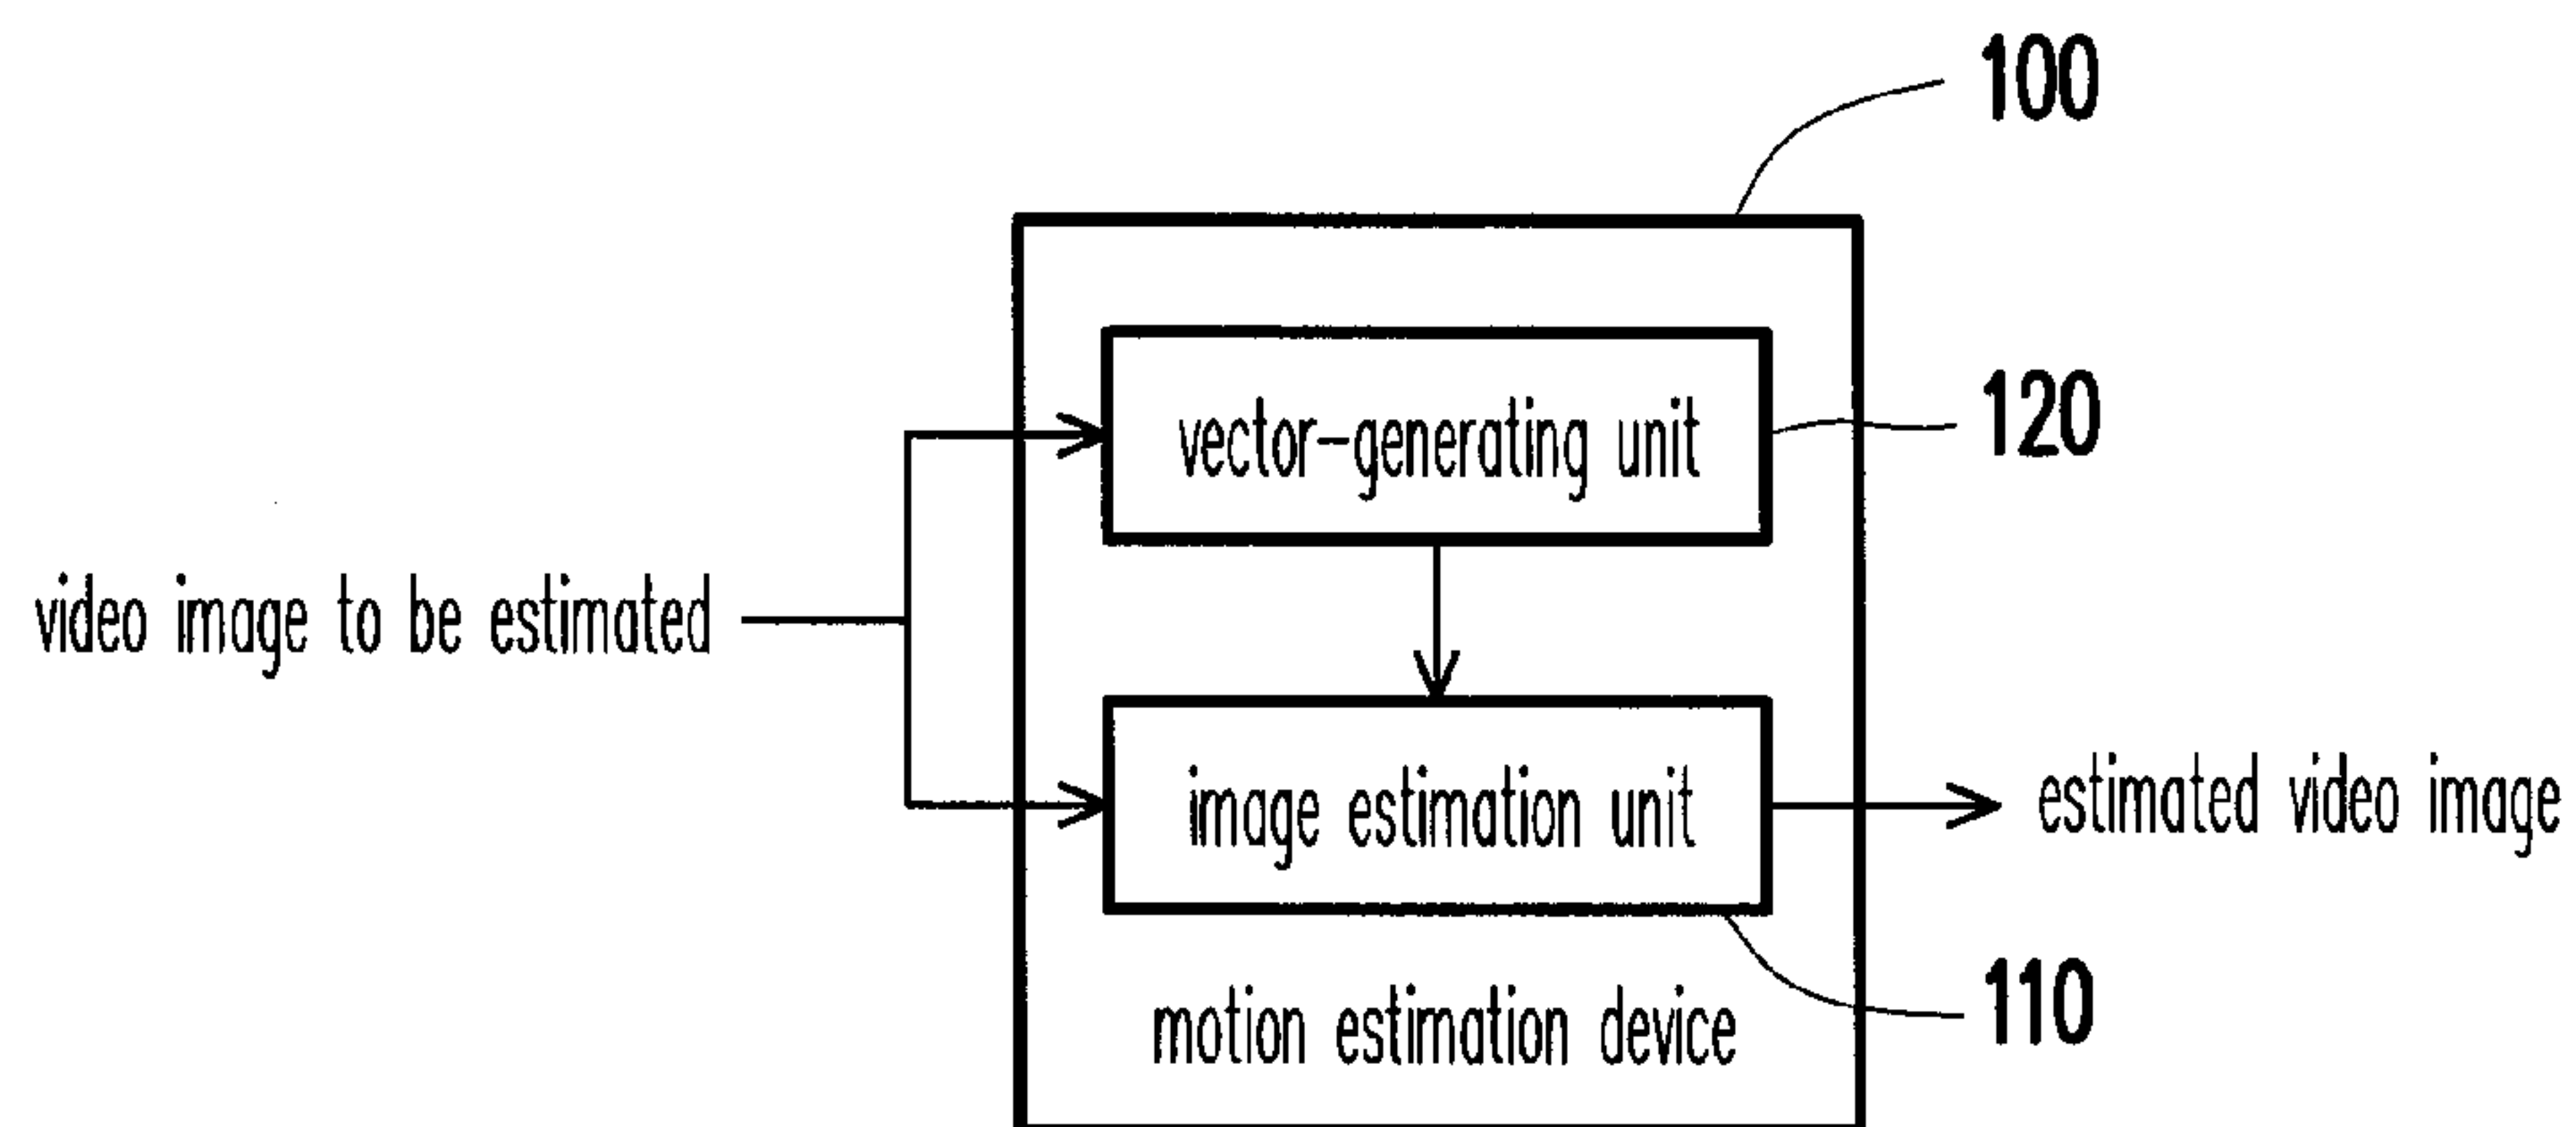 100
vector-generating unit
120
video image to be estimated
image estimation unit
estimated video image
motion estimation device
110